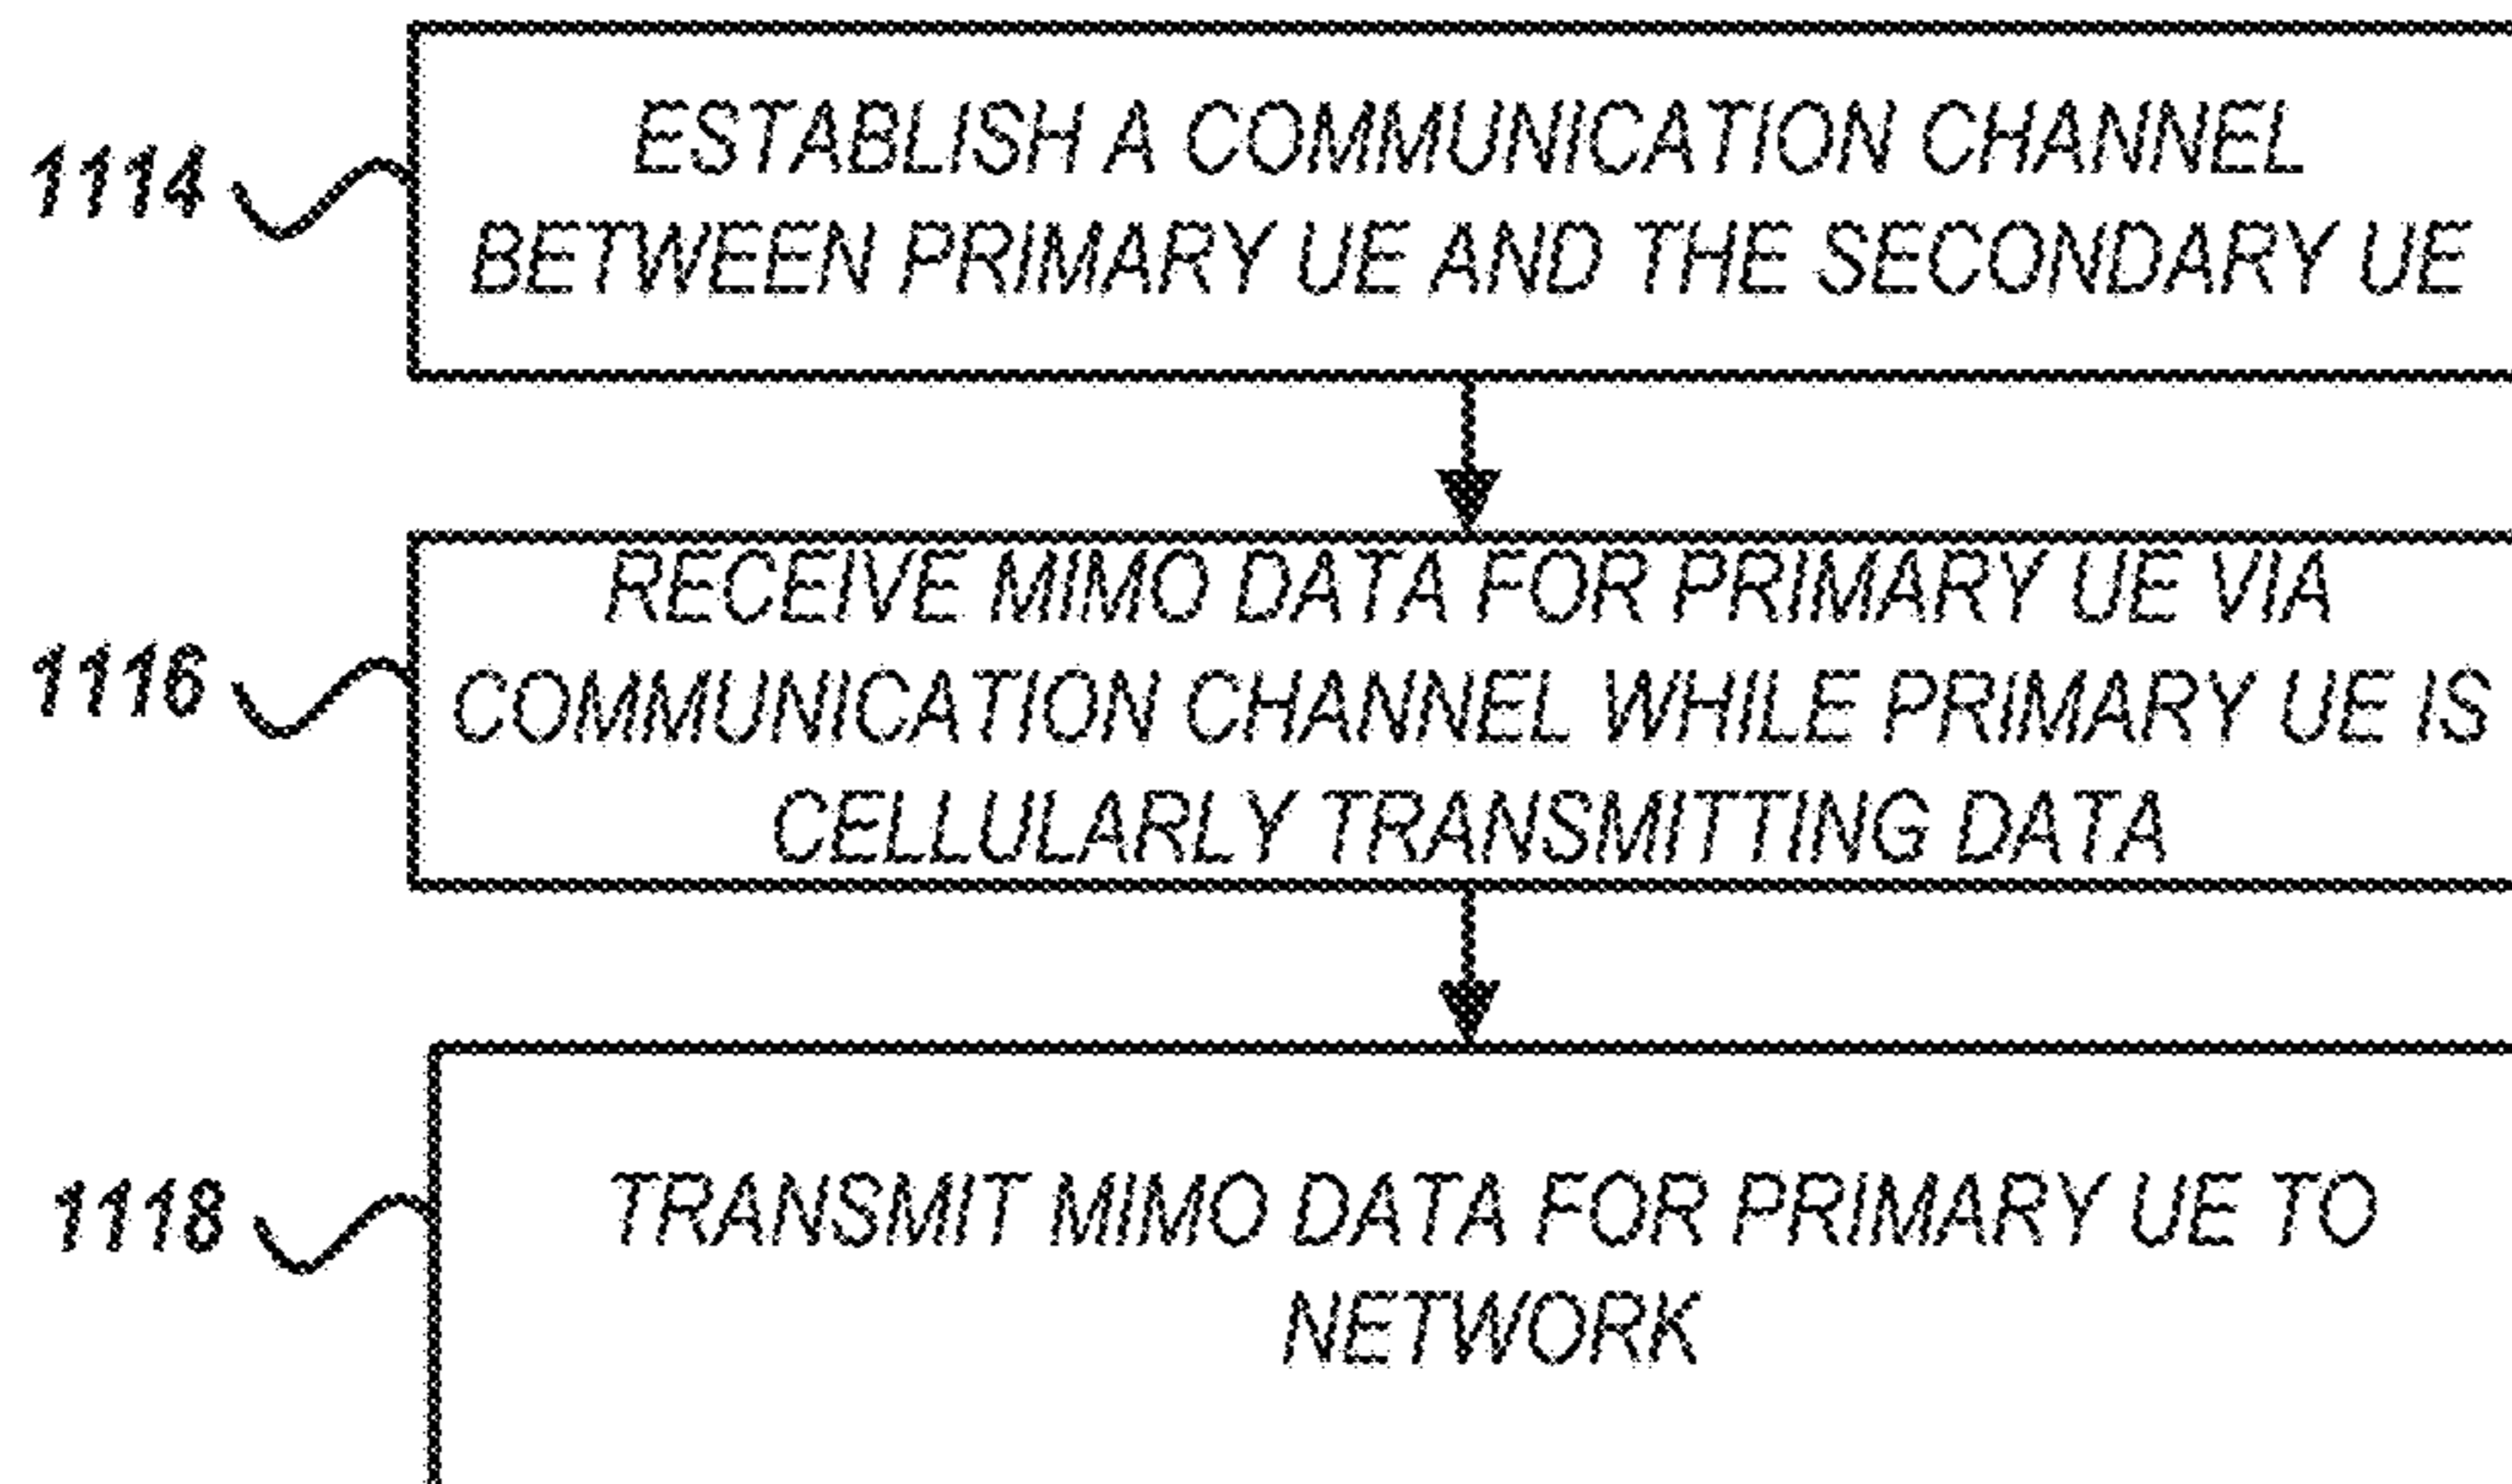 1114
ESTABLISH A COMMUNICATION CHANNEL
BETWEEN PRIMARY UE AND THE SECONDARY UE
1116
RECEIVE MIMO DATA FOR PRIMARY UE VIA
COMMUNICATION CHANNEL WHILE PRIMARY UE IS
CELLULARLY TRANSMITTING DATA
1118
TRANSMIT MIMO DATA FOR PRIMARY UE TO
NETWORK